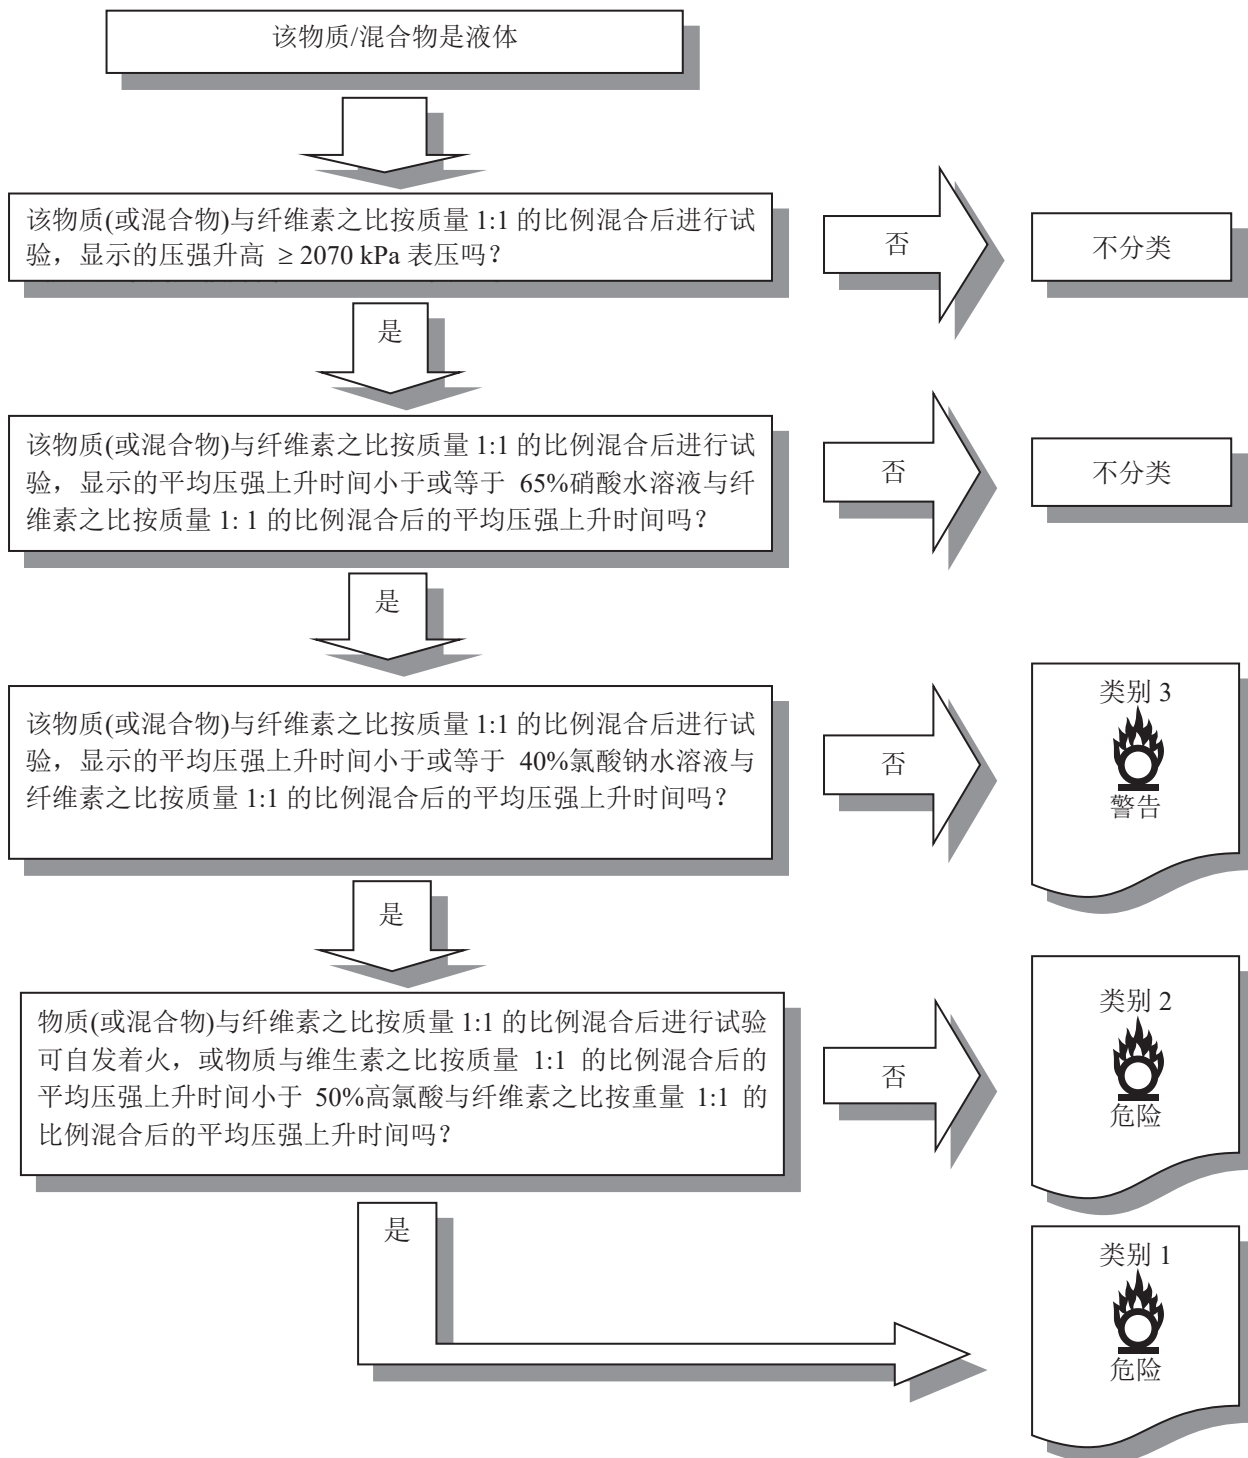 该物质/混合物是液体
该物质(或混合物)与纤维素之比按质量 1:1 的比例混合后进行试
验，显示的压强升高 ≥ 2070 kPa 表压吗？
否
不分类
是
该物质(或混合物)与纤维素之比按质量 1:1 的比例混合后进行试
验，显示的平均压强上升时间小于或等于 65%硝酸水溶液与纤
维素之比按质量 1: 1 的比例混合后的平均压强上升时间吗？
否
不分类
是
该物质(或混合物)与纤维素之比按质量 1:1 的比例混合后进行试
验，显示的平均压强上升时间小于或等于 40%氯酸钠水溶液与
纤维素之比按质量 1:1 的比例混合后的平均压强上升时间吗？
否
类别 3
警告
是
物质(或混合物)与纤维素之比按质量 1:1 的比例混合后进行试验
可自发着火，或物质与维生素之比按质量 1:1 的比例混合后的
平均压强上升时间小于 50%高氯酸与纤维素之比按重量 1:1 的
比例混合后的平均压强上升时间吗？
否
类别 2
危险
是
类别 1
危险